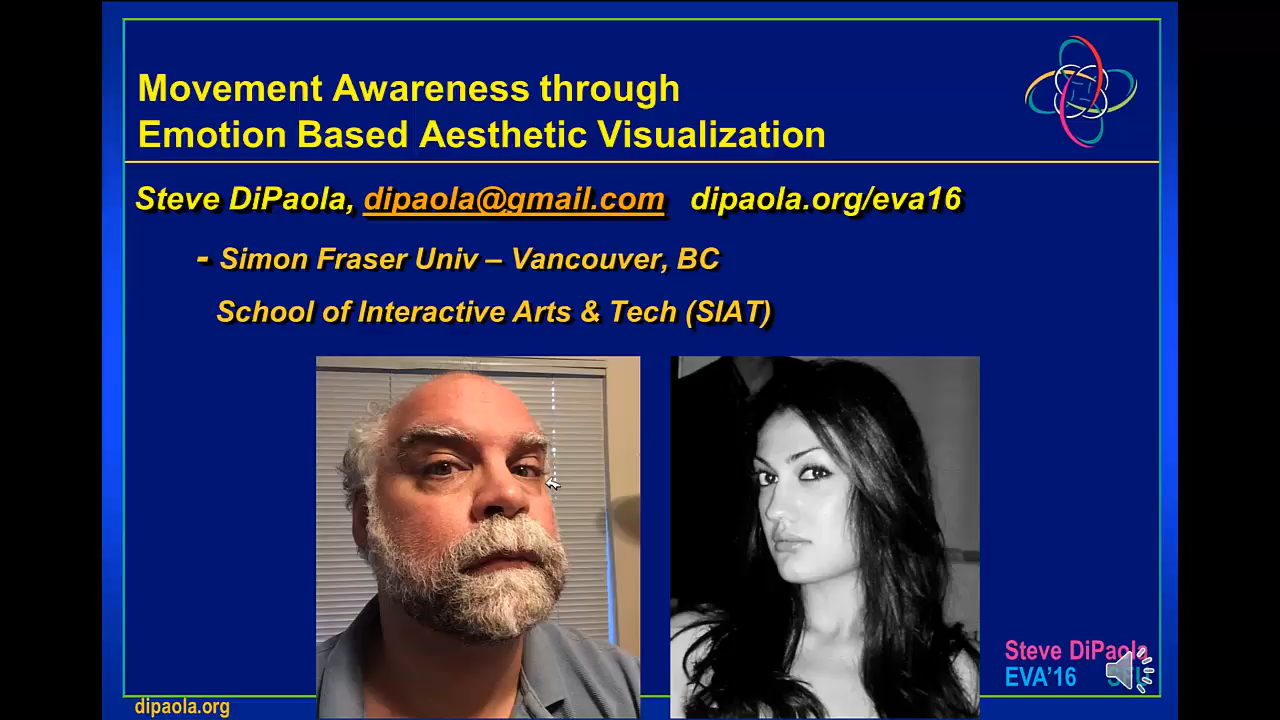 Movement Awareness through
Emotion Based Aesthetic Visualization
Steve DiPaola, dipaola@gmail.com dipaola.org/eva16
- Simon Fraser Univ – Vancouver, BC
School of Interactive Arts & Tech (SIAT)
Steve DiPaola
EVA'16
dipaola.org